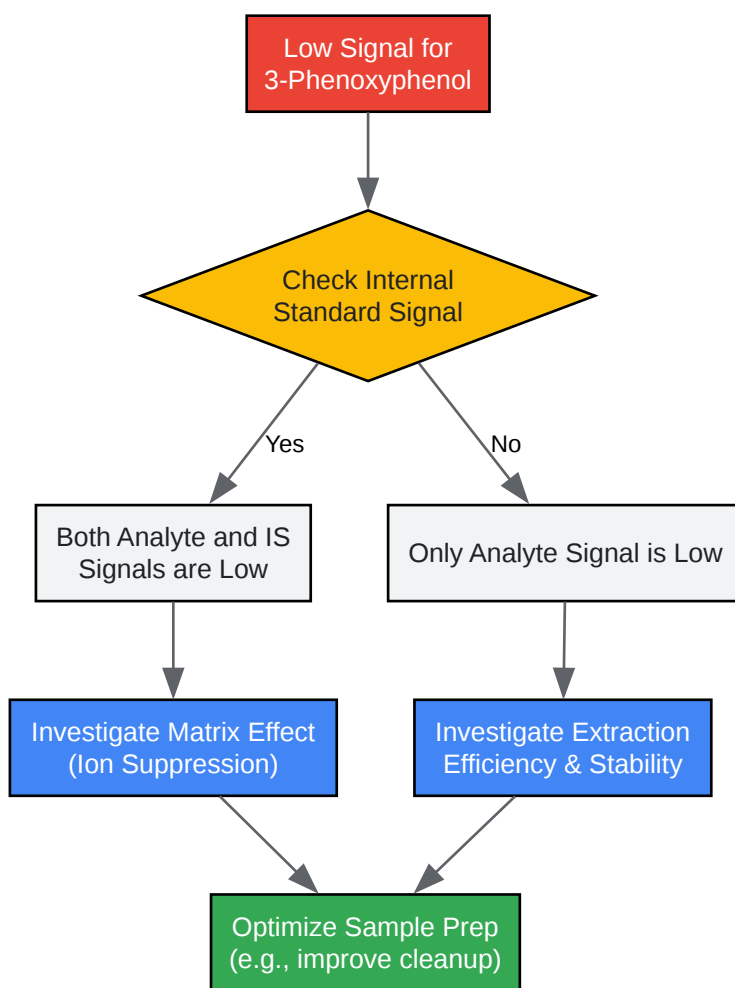 Low Signal for
3-Phenoxyphenol
Check Internal
Standard Signal
Yes
No
Both Analyte and IS
Signals are Low
Only Analyte Signal is Low
Investigate Matrix Effect
(Ion Suppression)
Investigate Extraction
Efficiency & Stability
Optimize Sample Prep
(e.g., improve cleanup)